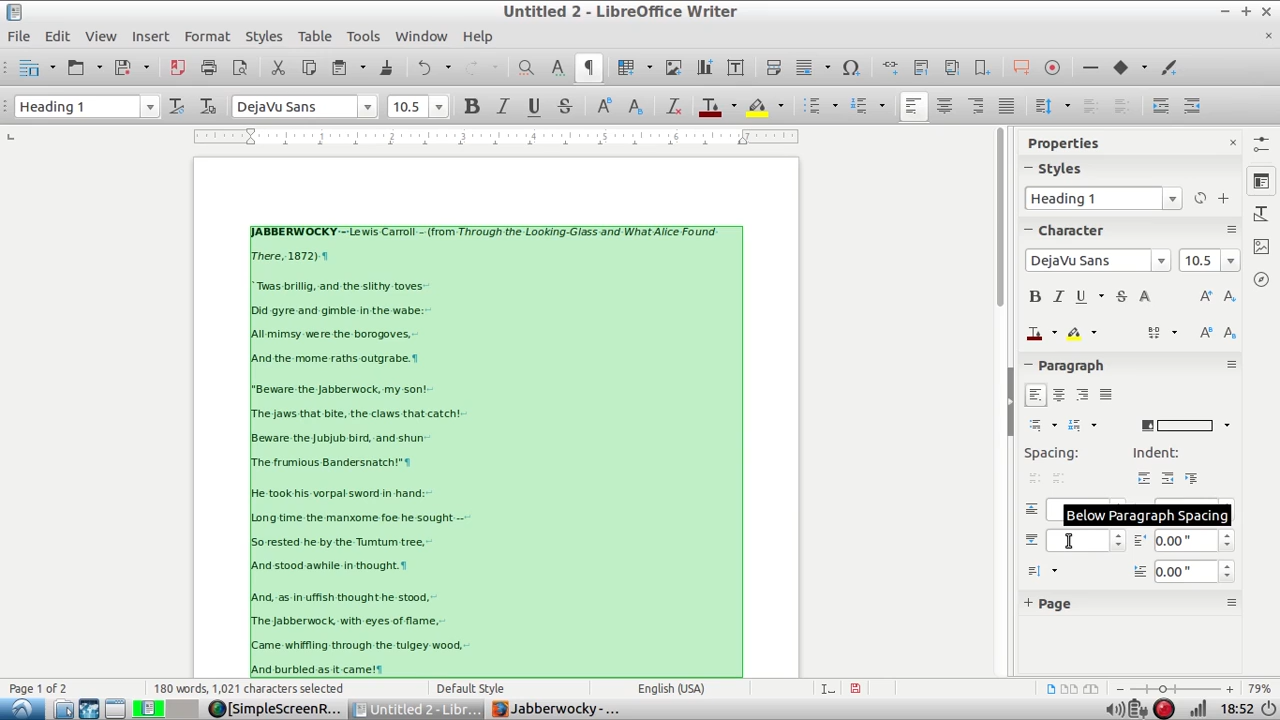 Untitled 2 - LibreOffice Writer
File Edit View Insert Format Styles Table Tools Window Help
Heading 1 DejaVu Sans 10.5
1 2 3 4 5 6 7
JABBERWOCKY – Lewis Carroll – (from Through the Looking-Glass and What Alice Found
There, 1872) ¶
`Twas brillig, and the slithy toves
Did gyre and gimble in the wabe:
All mimsy were the borogoves,
And the mome raths outgrabe.¶
"Beware the Jabberwock, my son!
The jaws that bite, the claws that catch!
Beware the Jubjub bird, and shun
The frumious Bandersnatch!"¶
He took his vorpal sword in hand:
Long time the manxome foe he sought --
So rested he by the Tumtum tree,
And stood awhile in thought.¶
And, as in uffish thought he stood,
The Jabberwock, with eyes of flame,
Came whiffling through the tulgey wood,
And burbled as it came!¶
Properties
Styles
Heading 1
Character
DejaVu Sans 10.5
Paragraph
Spacing: Indent:
Below Paragraph Spacing
0.00 "
0.00 "
Page
Page 1 of 2 180 words, 1,021 characters selected Default Style English (USA) 79%
[SimpleScreenR... Untitled 2 - Libr... Jabberwocky - ... 18:52